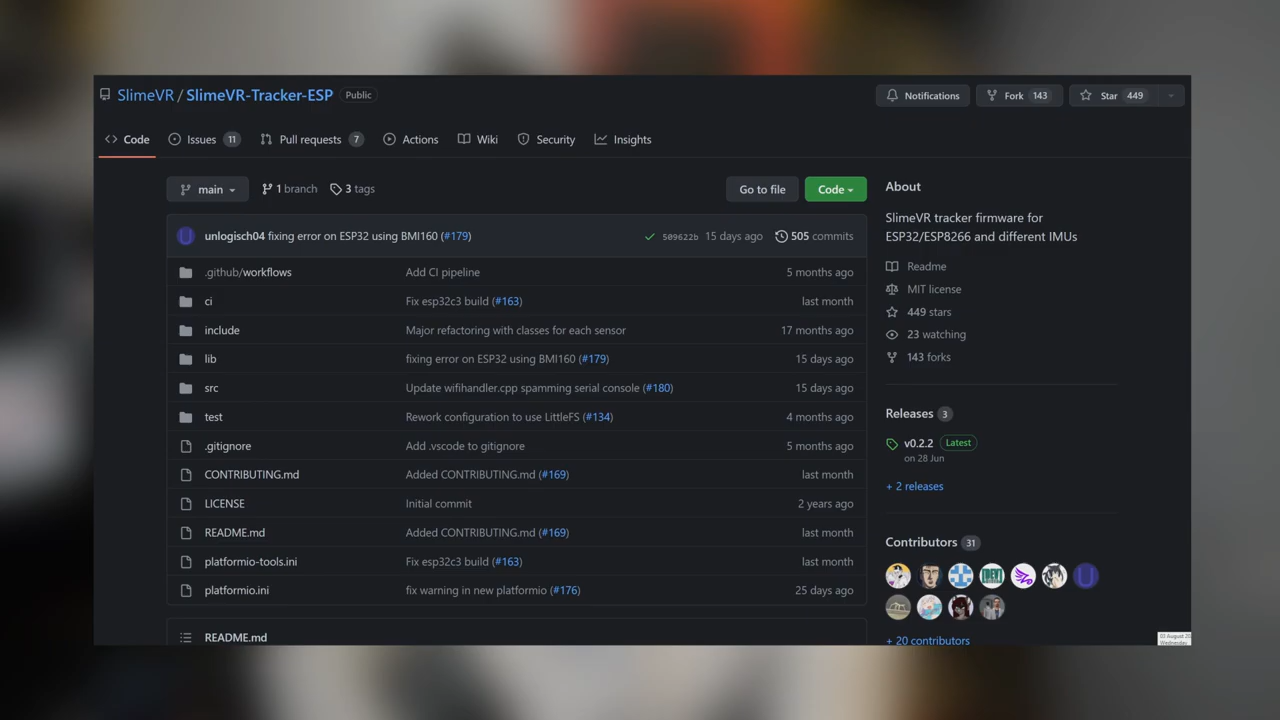 SlimeVR / SlimeVR-Tracker-ESP Public
Notifications Fork 143 Star 449
Code Issues 11 Pull requests 7 Actions Wiki Security Insights
main 1 branch 3 tags Go to file Code
unlogisch04 fixing error on ESP32 using BMI160 (#179) 509622b 15 days ago 505 commits
.github/workflows Add CI pipeline 5 months ago
ci Fix esp32c3 build (#163) last month
include Major refactoring with classes for each sensor 17 months ago
lib fixing error on ESP32 using BMI160 (#179) 15 days ago
src Update wifihandler.cpp spamming serial console (#180) 15 days ago
test Rework configuration to use LittleFS (#134) 4 months ago
.gitignore Add .vscode to gitignore 5 months ago
CONTRIBUTING.md Added CONTRIBUTING.md (#169) last month
LICENSE Initial commit 2 years ago
README.md Added CONTRIBUTING.md (#169) last month
platformio-tools.ini Fix esp32c3 build (#163) last month
platformio.ini fix warning in new platformio (#176) 25 days ago
README.md
About
SlimeVR tracker firmware for
ESP32/ESP8266 and different IMUs
Readme
MIT license
449 stars
23 watching
143 forks
Releases 3
v0.2.2 Latest
on 28 Jun
+ 2 releases
Contributors 31
+ 20 contributors
03 August 20
Wednesday